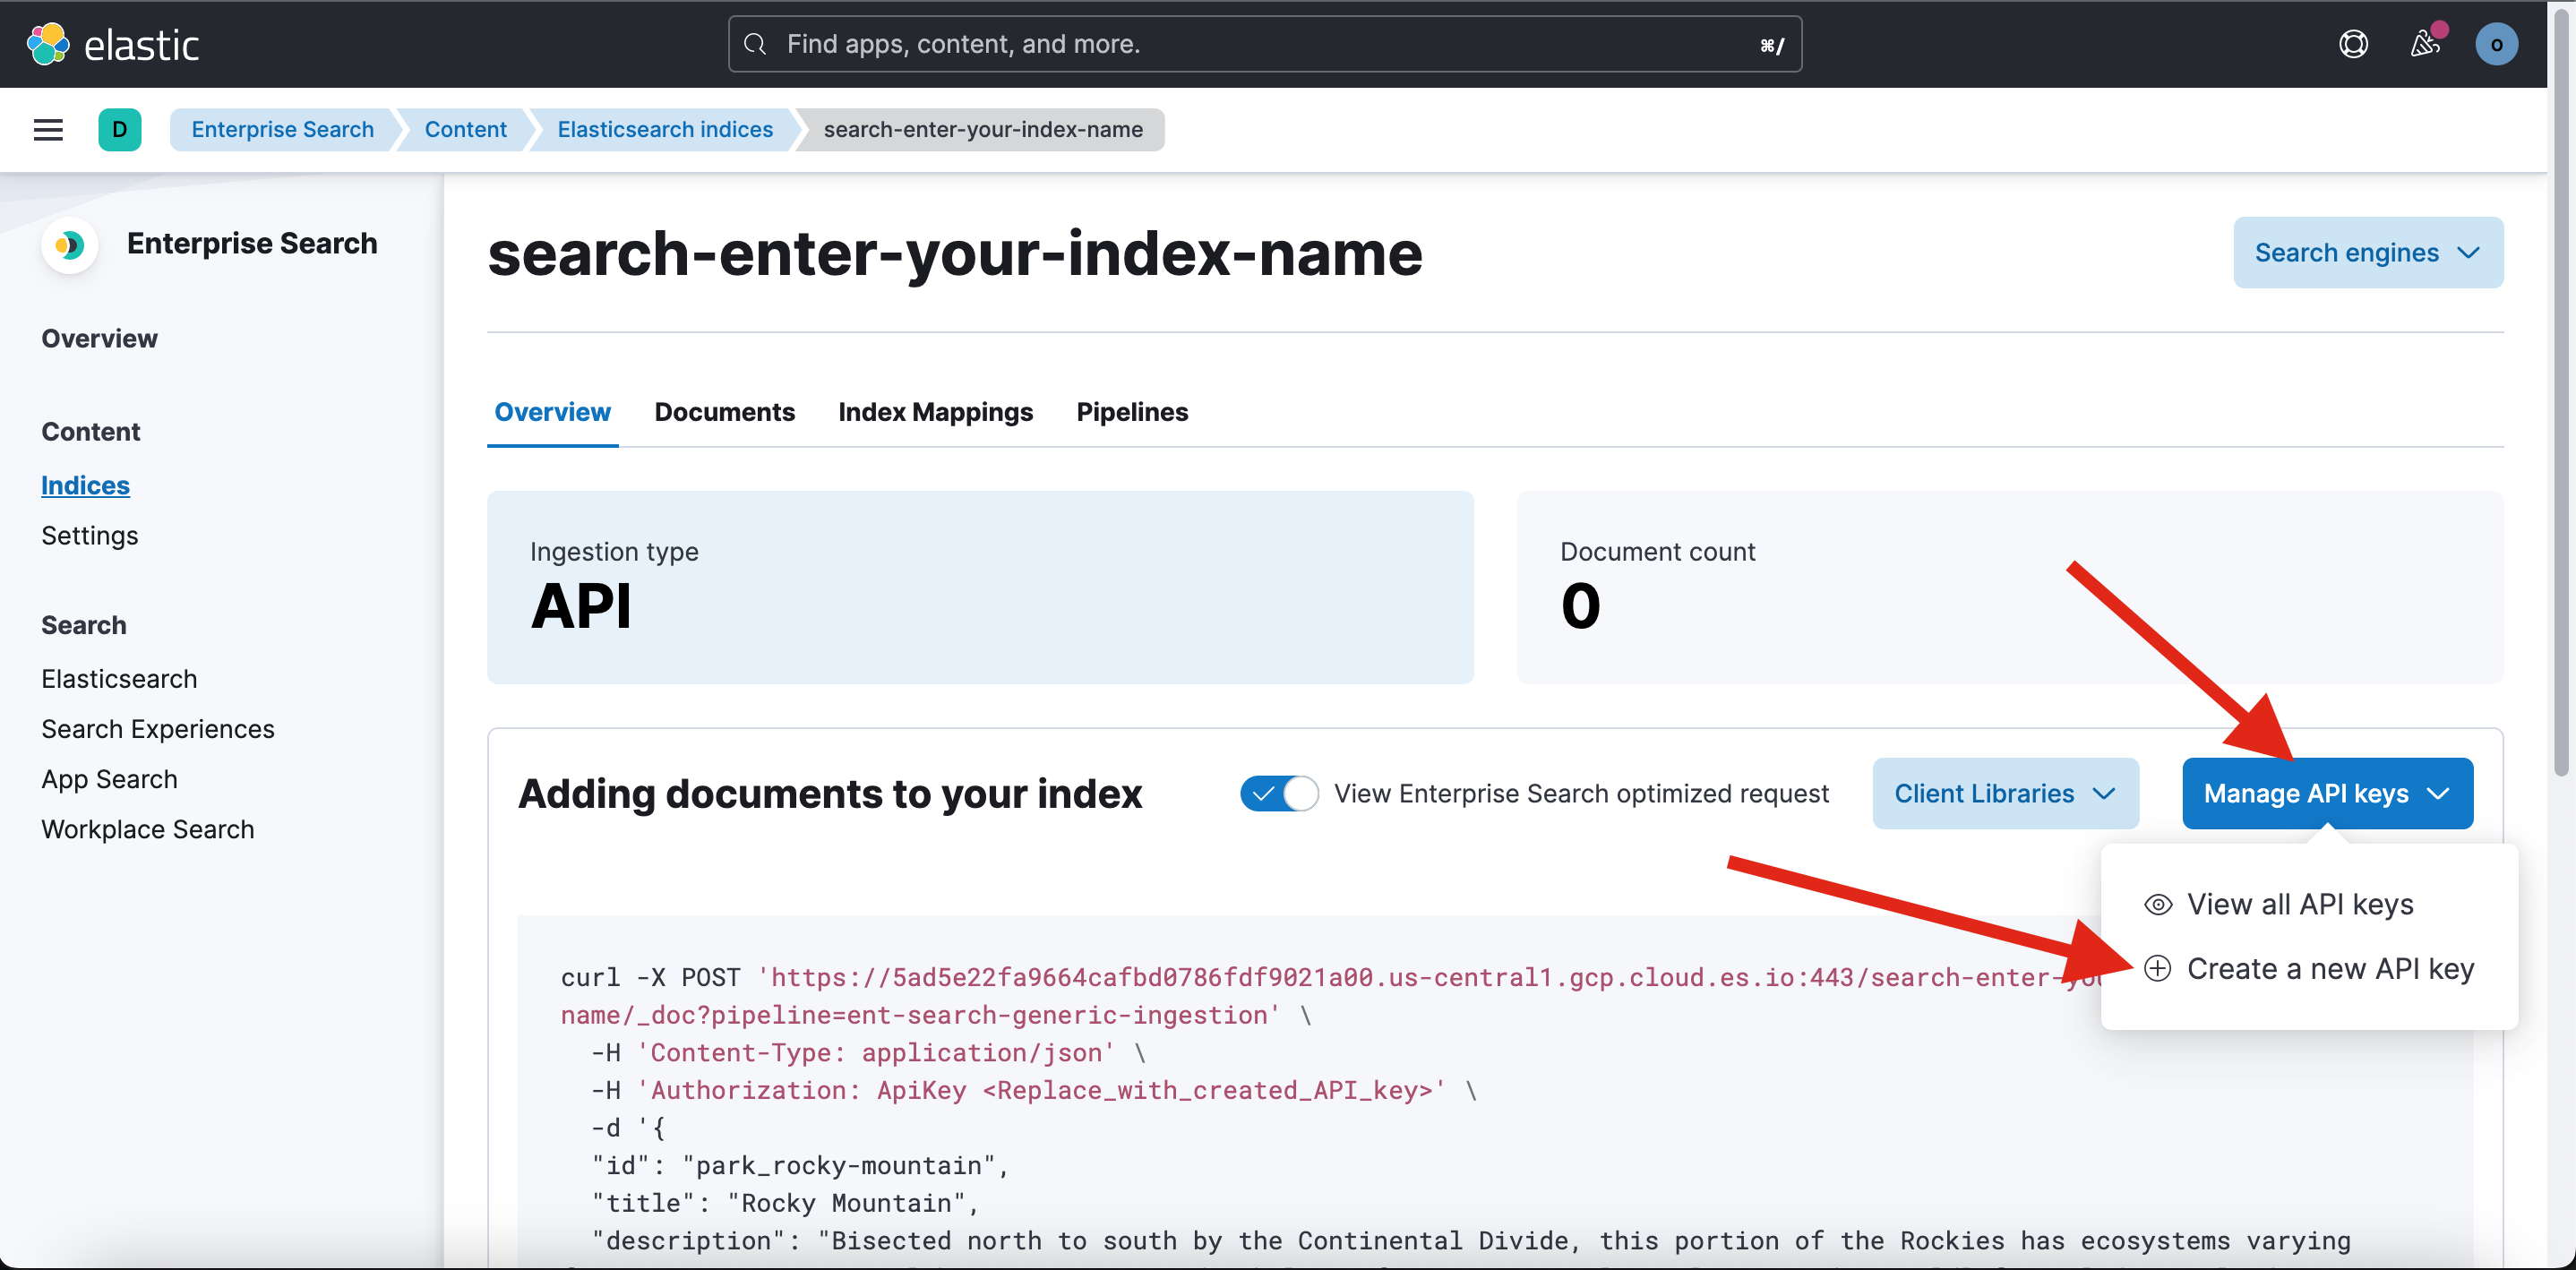 elastic
Find apps, content, and more.
⌘/
o
D
Enterprise Search
Content
Elasticsearch indices
search-enter-your-index-name
Enterprise Search
Overview
Content
Indices
Settings
Search
Elasticsearch
Search Experiences
App Search
Workplace Search
search-enter-your-index-name
Search engines
Overview
Documents
Index Mappings
Pipelines
Ingestion type
API
Document count
0
Adding documents to your index
View Enterprise Search optimized request
Client Libraries
Manage API keys
View all API keys
Create a new API key
curl -X POST 'https://5ad5e22fa9664cafbd0786fdf9021a00.us-central1.gcp.cloud.es.io:443/search-enter-yo
name/_doc?pipeline=ent-search-generic-ingestion' \
-H 'Content-Type: application/json' \
-H 'Authorization: ApiKey <Replace_with_created_API_key>' \
-d '{
"id": "park_rocky-mountain",
"title": "Rocky Mountain",
"description": "Bisected north to south by the Continental Divide, this portion of the Rockies has ecosystems varying